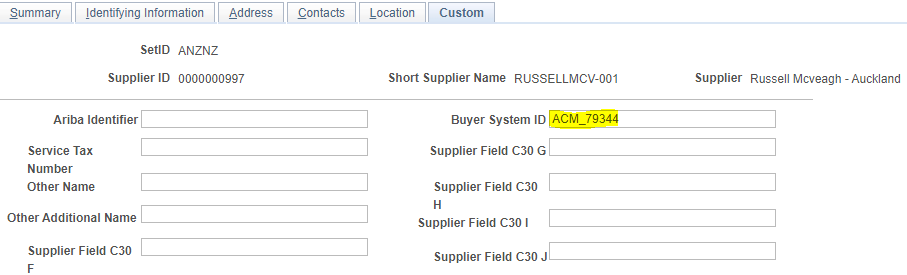 Summary Identifying Information Address Contacts Location Custom
SetID ANZNZ
Supplier ID 0000000997 Short Supplier Name RUSSELLMCV-001 Supplier Russell Mcveagh - Auckland
Ariba Identifier Buyer System ID ACM_79344
Service Tax Number Supplier Field C30 G
Other Name Supplier Field C30 H
Other Additional Name Supplier Field C30 I
Supplier Field C30 F Supplier Field C30 J